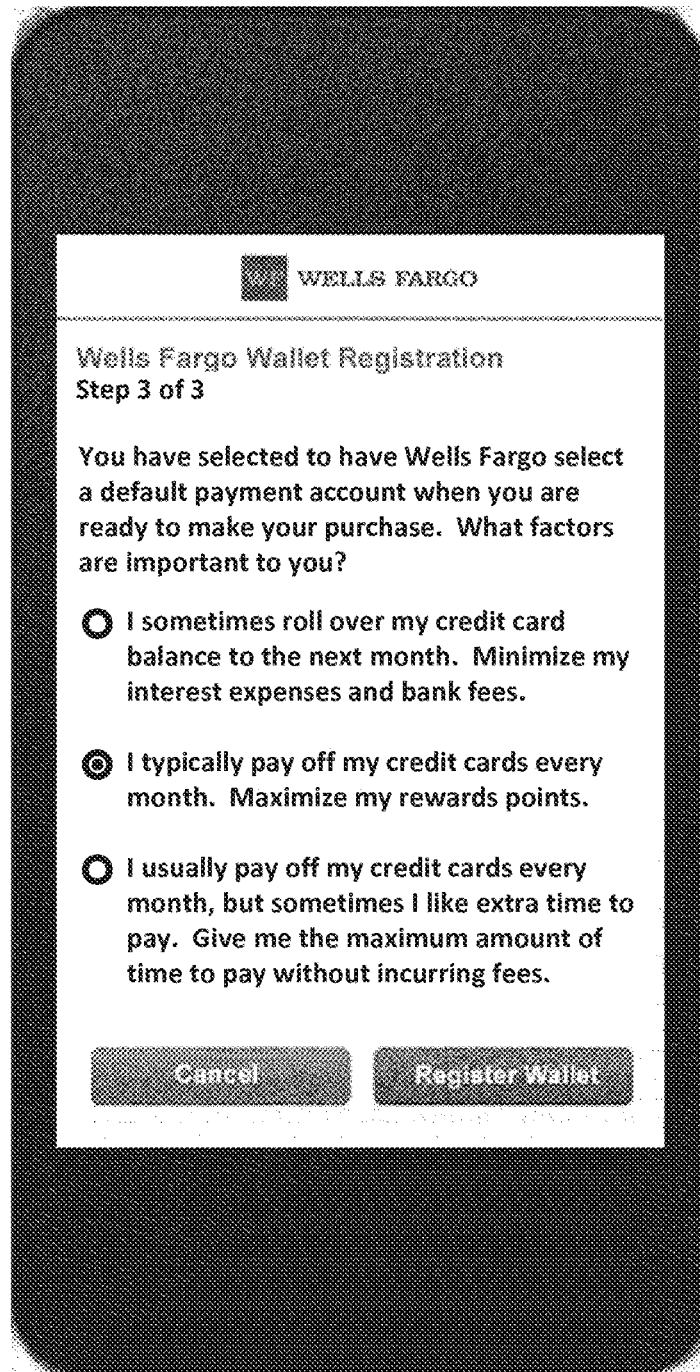 WELLS FARGO
Wells Fargo Wallet Registration
Step 3 of 3
You have selected to have Wells Fargo select
a default payment account when you are
ready to make your purchase.  What factors
are important to you?
I sometimes roll over my credit card
balance to the next month.  Minimize my
interest expenses and bank fees.
I typically pay off my credit cards every
month.  Maximize my rewards points.
I usually pay off my credit cards every
month, but sometimes I like extra time to
pay.  Give me the maximum amount of
time to pay without incurring fees.
Cancel
Register Wallet